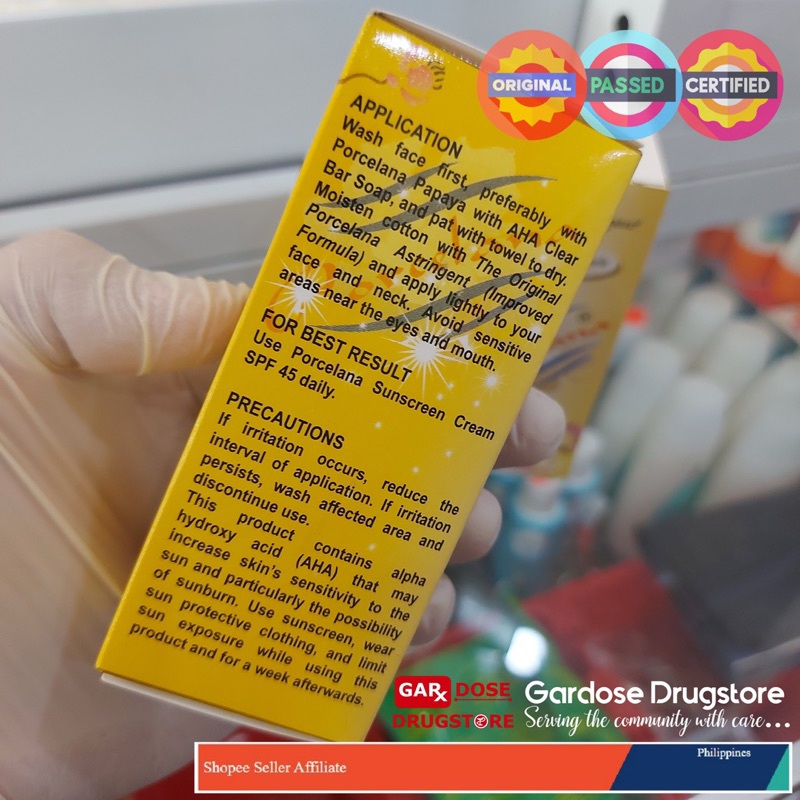 ORIGINAL
PASSED
CERTIFIED
APPLICATION
Wash face first, preferably with
Porcelana Papaya with AHA Clear
Bar Soap, and pat with towel to dry.
Moisten cotton with The Original
Porcelana Astringent (Improved
Formula) and apply lightly to your
face and neck. Avoid sensitive
areas near the eyes and mouth.
FOR BEST RESULT
Use Porcelana Sunscreen Cream
SPF 45 daily.
PRECAUTIONS
If irritation occurs, reduce the
interval of application. If irritation
persists, wash affected area and
discontinue use.
This product contains alpha
hydroxy acid (AHA) that may
increase skin's sensitivity to the
sun and particularly the possibility
of sunburn. Use sunscreen, wear
sun protective clothing, and limit
sun exposure while using this
product and for a week afterwards.
GARx DOSE
DRUGSTORE
Gardose Drugstore
Serving the community with care...
Shopee Seller Affiliate
Philippines